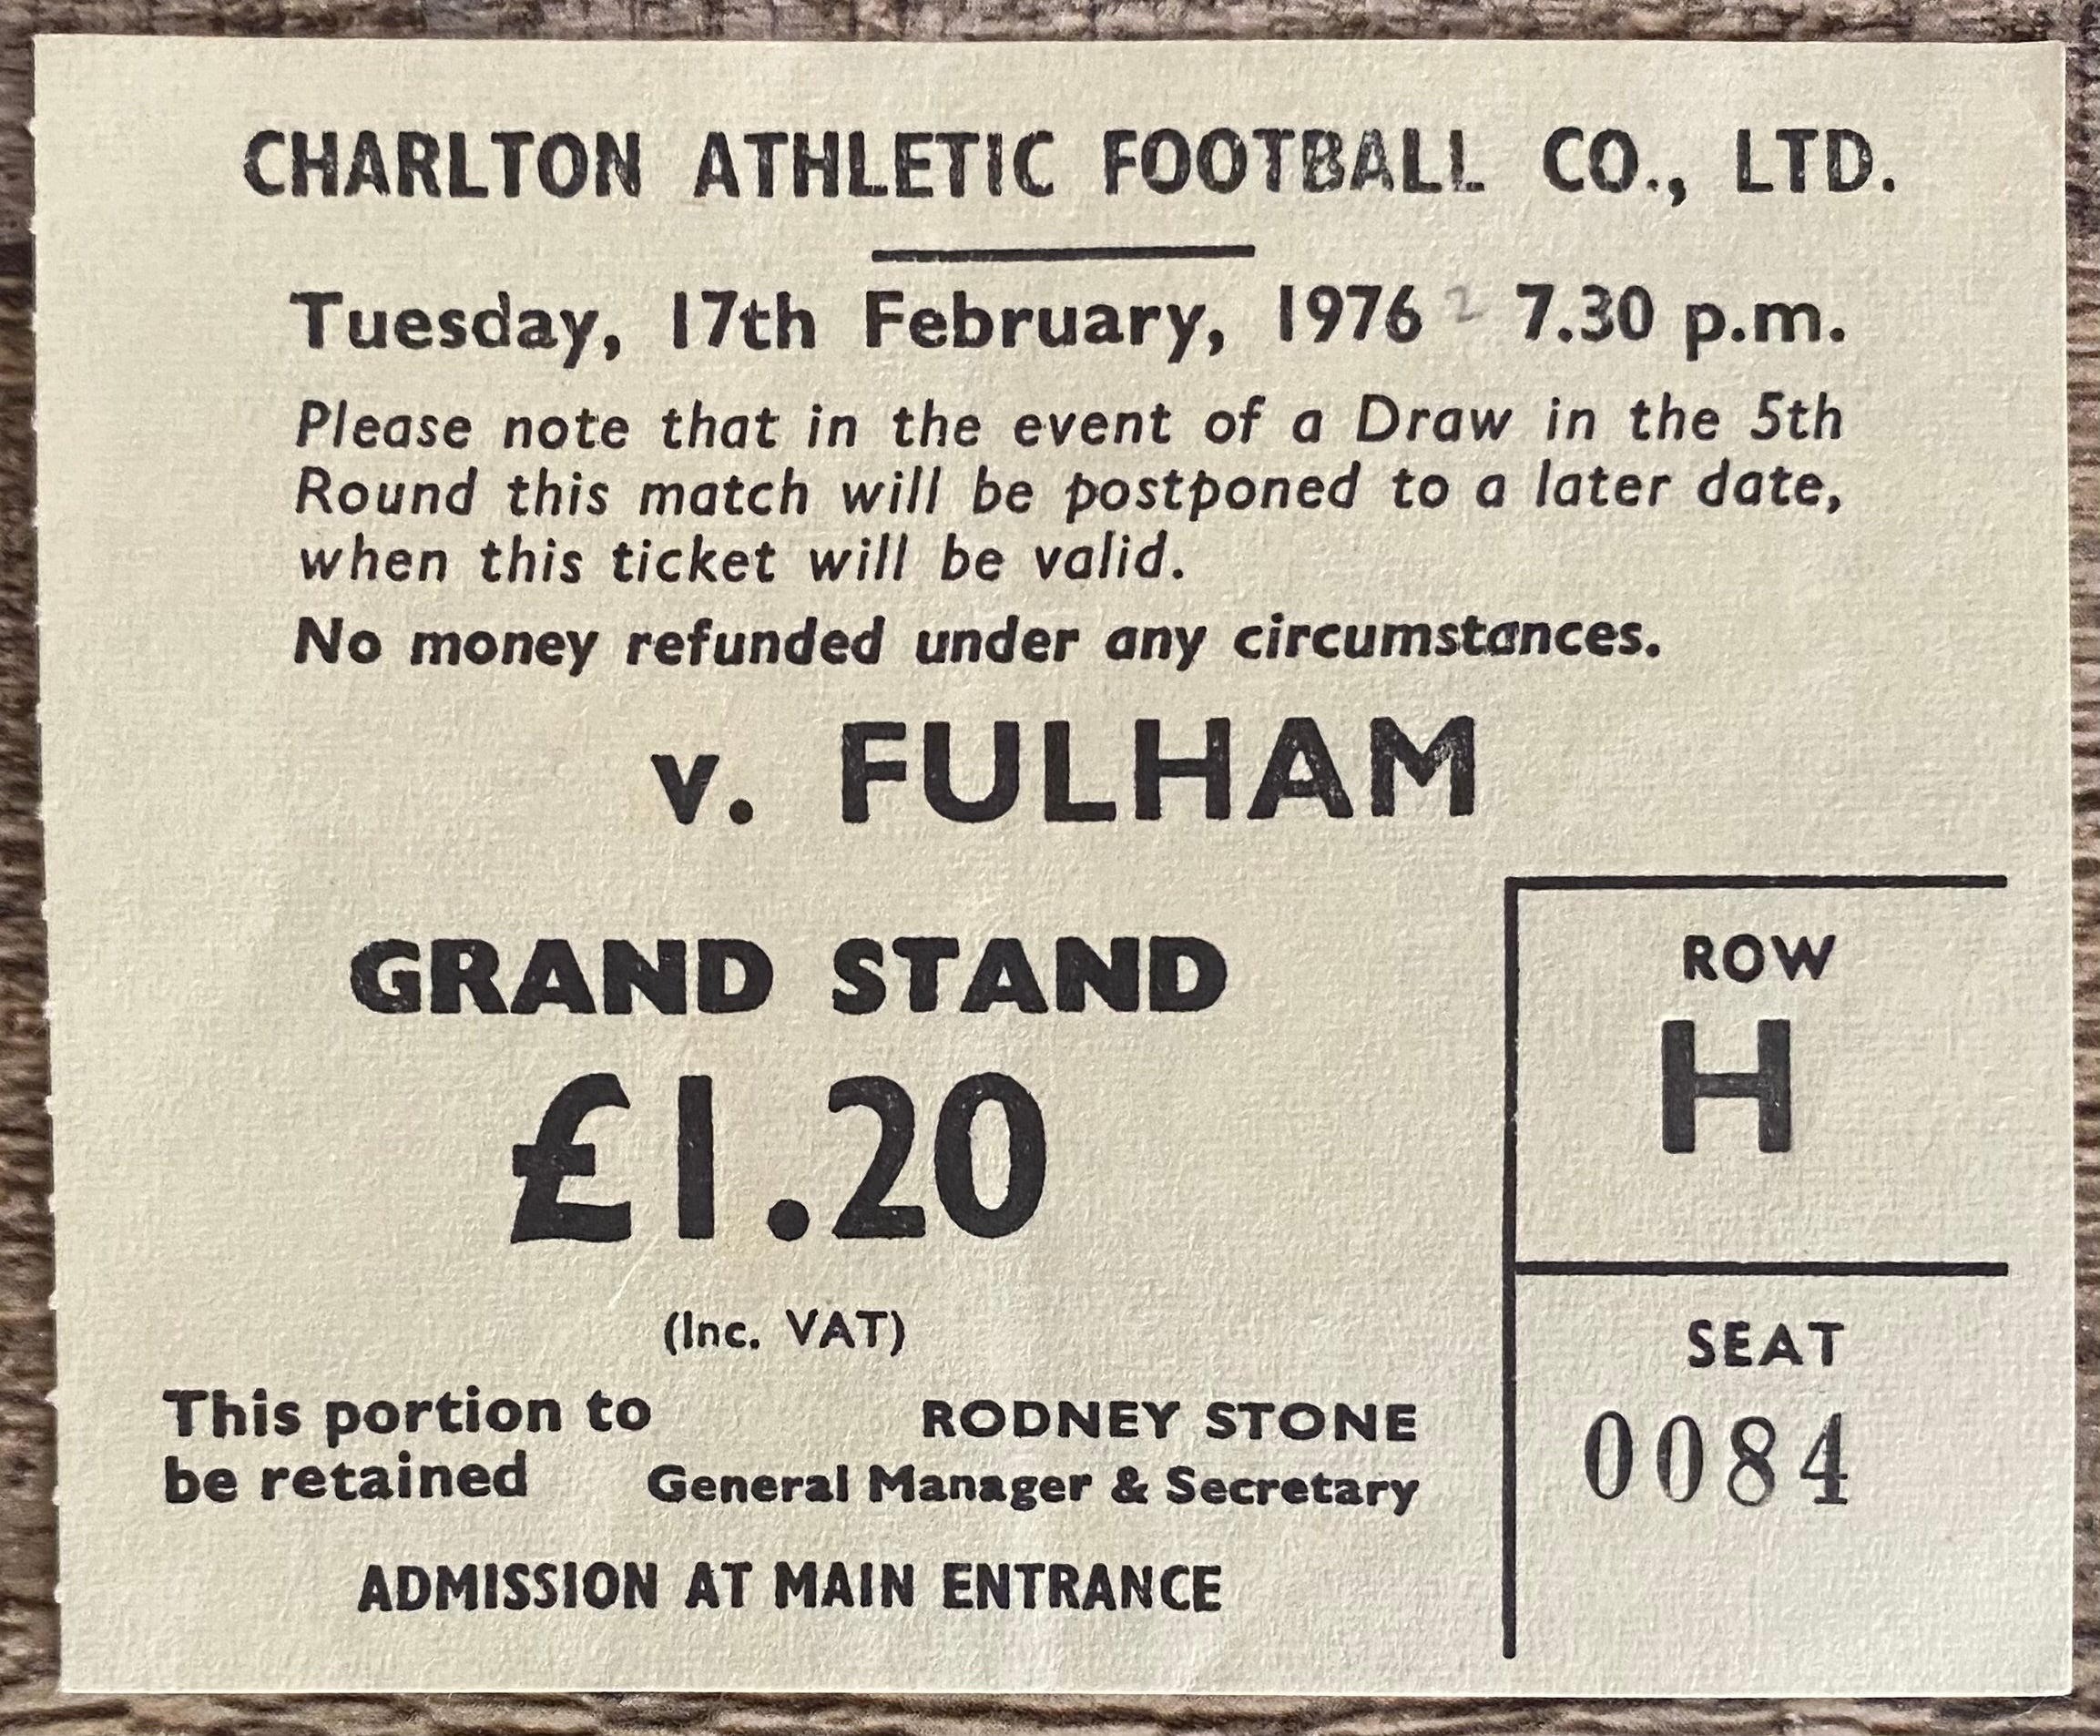 CHARLTON ATHLETIC FOOTBALL CO., LTD.
Tuesday, 17th February, 1976 2 7.30 p.m.
Please note that in the event of a Draw in the 5th
Round this match will be postponed to a later date,
when this ticket will be valid.
No money refunded under any circumstances.
v. FULHAM
GRAND STAND
£1.20
(Inc. VAT)
ROW
H
SEAT
0084
This portion to
be retained
RODNEY STONE
General Manager & Secretary
ADMISSION AT MAIN ENTRANCE